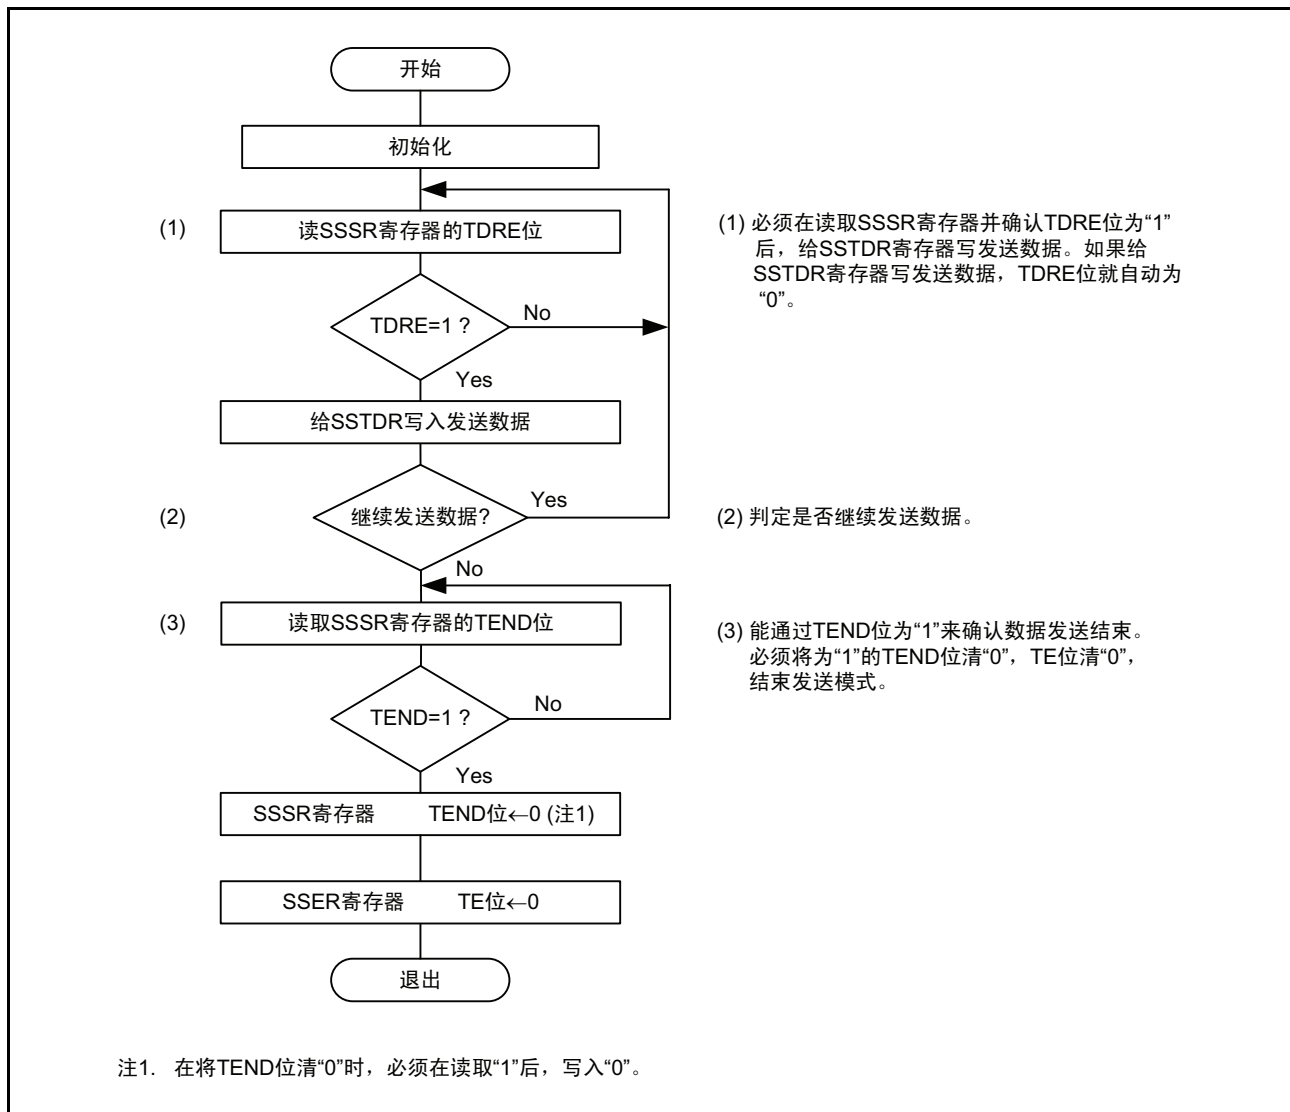 开始
初始化
(1) 读SSSR寄存器的TDRE位
TDRE=1 ?
No
Yes
给SSTDR写入发送数据
(2) 继续发送数据?
Yes
No
(3) 读取SSSR寄存器的TEND位
TEND=1 ?
No
Yes
SSSR寄存器 TEND位←0 (注1)
SSER寄存器 TE位←0
退出
(1) 必须在读取SSSR寄存器并确认TDRE位为“1”
后，给SSTDR寄存器写发送数据。如果给
SSTDR寄存器写发送数据，TDRE位就自动为
“0”。
(2) 判定是否继续发送数据。
(3) 能通过TEND位为“1”来确认数据发送结束。
必须将为“1”的TEND位清“0”，TE位清“0”，
结束发送模式。
注1. 在将TEND位清“0”时，必须在读取“1”后，写入“0”。